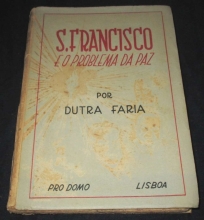 S. FRANCISCO
E O PROBLEMA DA PAZ
POR
DUTRA FARIA
PRO DOMO LISBOA